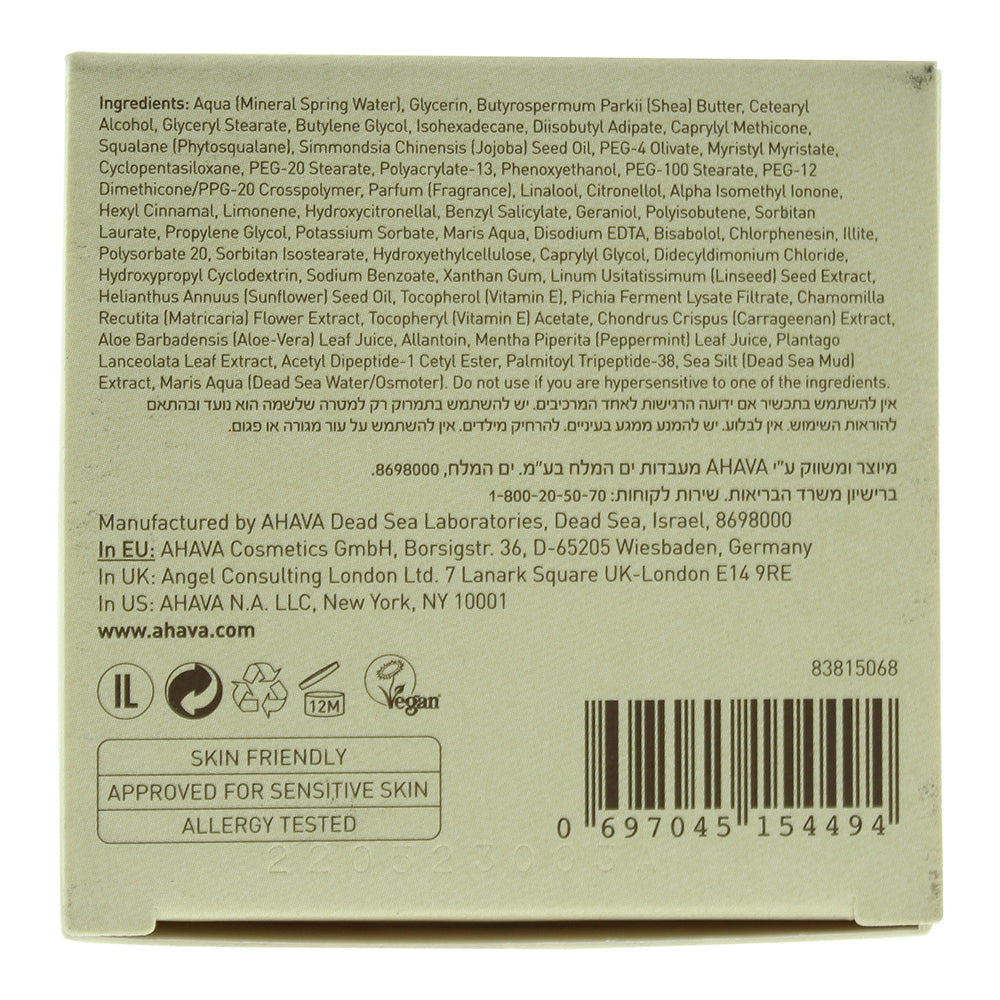 Ingredients: Aqua (Mineral Spring Water), Glycerin, Butyrospermum Parkii (Shea) Butter, Cetearyl
Alcohol, Glyceryl Stearate, Butylene Glycol, Isohexadecane, Diisobutyl Adipate, Caprylyl Methicone,
Squalane (Phytosqualane), Simmondsia Chinensis (Jojoba) Seed Oil, PEG-4 Olivate, Myristyl Myristate,
Cyclopentasiloxane, PEG-20 Stearate, Polyacrylate-13, Phenoxyethanol, PEG-100 Stearate, PEG-12
Dimethicone/PPG-20 Crosspolymer, Parfum (Fragrance), Linalool, Citronellol, Alpha Isomethyl Ionone,
Hexyl Cinnamal, Limonene, Hydroxycitronellal, Benzyl Salicylate, Geraniol, Polyisobutene, Sorbitan
Laurate, Propylene Glycol, Potassium Sorbate, Maris Aqua, Disodium EDTA, Bisabolol, Chlorphenesin, Illite,
Polysorbate 20, Sorbitan Isostearate, Hydroxyethylcellulose, Caprylyl Glycol, Didecyldimonium Chloride,
Hydroxypropyl Cyclodextrin, Sodium Benzoate, Xanthan Gum, Linum Usitatissimum (Linseed) Seed Extract,
Helianthus Annuus (Sunflower) Seed Oil, Tocopherol (Vitamin E), Pichia Ferment Lysate Filtrate, Chamomilla
Recutita (Matricaria) Flower Extract, Tocopheryl (Vitamin E) Acetate, Chondrus Crispus (Carrageenan) Extract,
Aloe Barbadensis (Aloe-Vera) Leaf Juice, Allantoin, Mentha Piperita (Peppermint) Leaf Juice, Plantago
Lanceolata Leaf Extract, Acetyl Dipeptide-1 Cetyl Ester, Palmitoyl Tripeptide-38, Sea Silt (Dead Sea Mud)
Extract, Maris Aqua (Dead Sea Water/Osmoter). Do not use if you are hypersensitive to one of the ingredients.
אין להשתמש בתכשיר אם ידועה הרגישות לאחד המרכיבים. יש להשתמש בתמרוק רק למטרה שלשמה הוא נועד ובהתאם
להוראות השימוש. אין לבלוע. יש להמנע ממגע בעיניים. להרחיק מילדים. אין להשתמש על עור מגורה או פגום.
מיוצר ומשווק ע״י AHAVA מעבדות ים המלח בע״מ. ים המלח, 8698000.
ברישיון משרד הבריאות. שירות לקוחות: 1-800-20-50-70
Manufactured by AHAVA Dead Sea Laboratories, Dead Sea, Israel, 8698000
In EU: AHAVA Cosmetics GmbH, Borsigstr. 36, D-65205 Wiesbaden, Germany
In UK: Angel Consulting London Ltd. 7 Lanark Square UK-London E14 9RE
In US: AHAVA N.A. LLC, New York, NY 10001
www.ahava.com
83815068
IL
12M
Vegan
SKIN FRIENDLY
APPROVED FOR SENSITIVE SKIN
ALLERGY TESTED
0 697045 154494